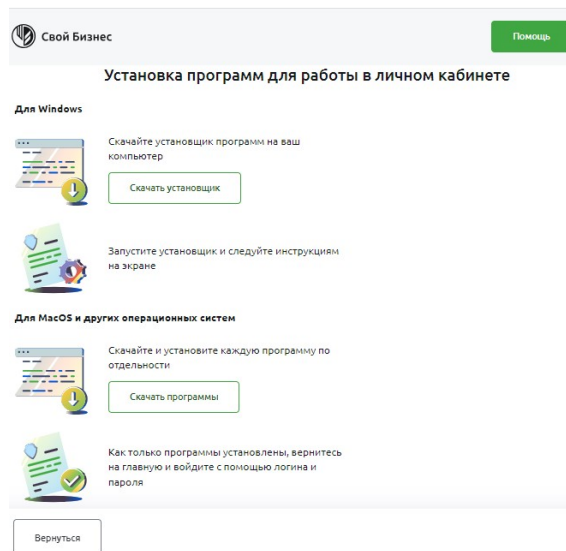 Свой Бизнес
Помощь
Установка программ для работы в личном кабинете
Для Windows
Скачайте установщик программ на ваш
компьютер
Скачать установщик
Запустите установщик и следуйте инструкциям
на экране
Для MacOS и других операционных систем
Скачайте и установите каждую программу по
отдельности
Скачать программы
Как только программы установлены, вернитесь
на главную и войдите с помощью логина и
пароля
Вернуться